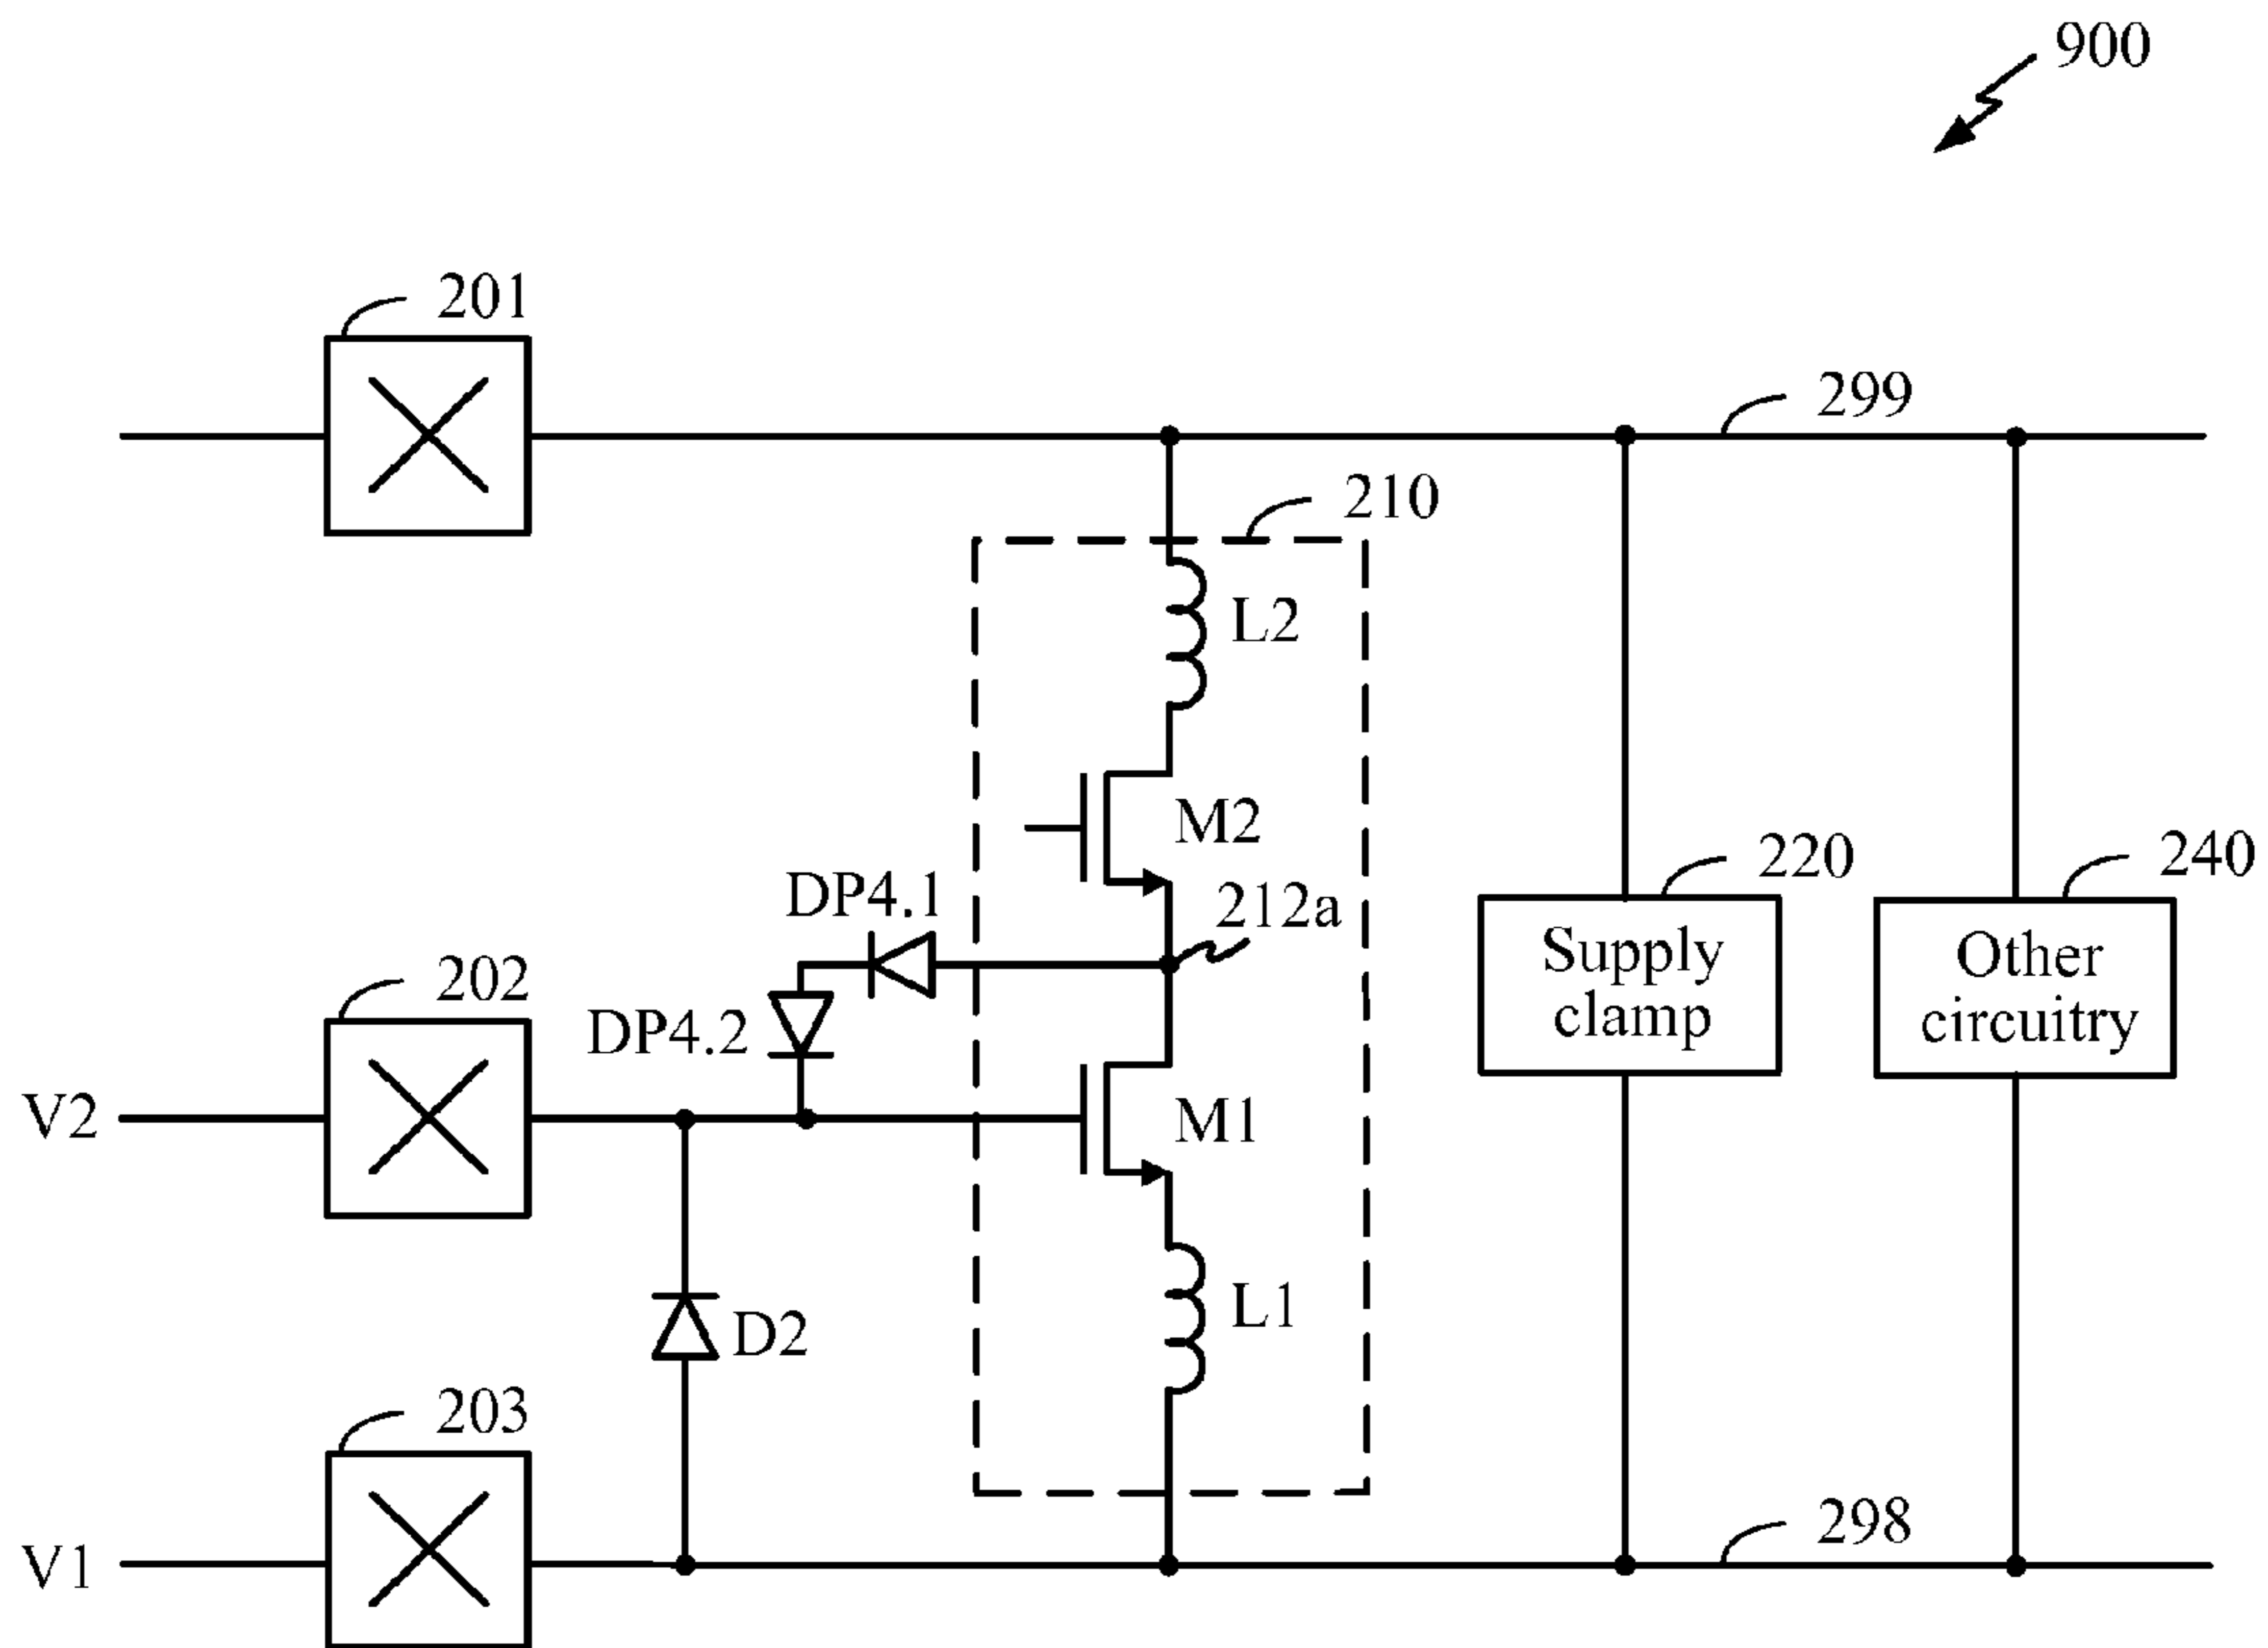 900
201
299
210
L2
M2
DP4.1
212a
220
240
Supply
clamp
Other
circuitry
202
DP4.2
V2
M1
L1
D2
203
298
V1